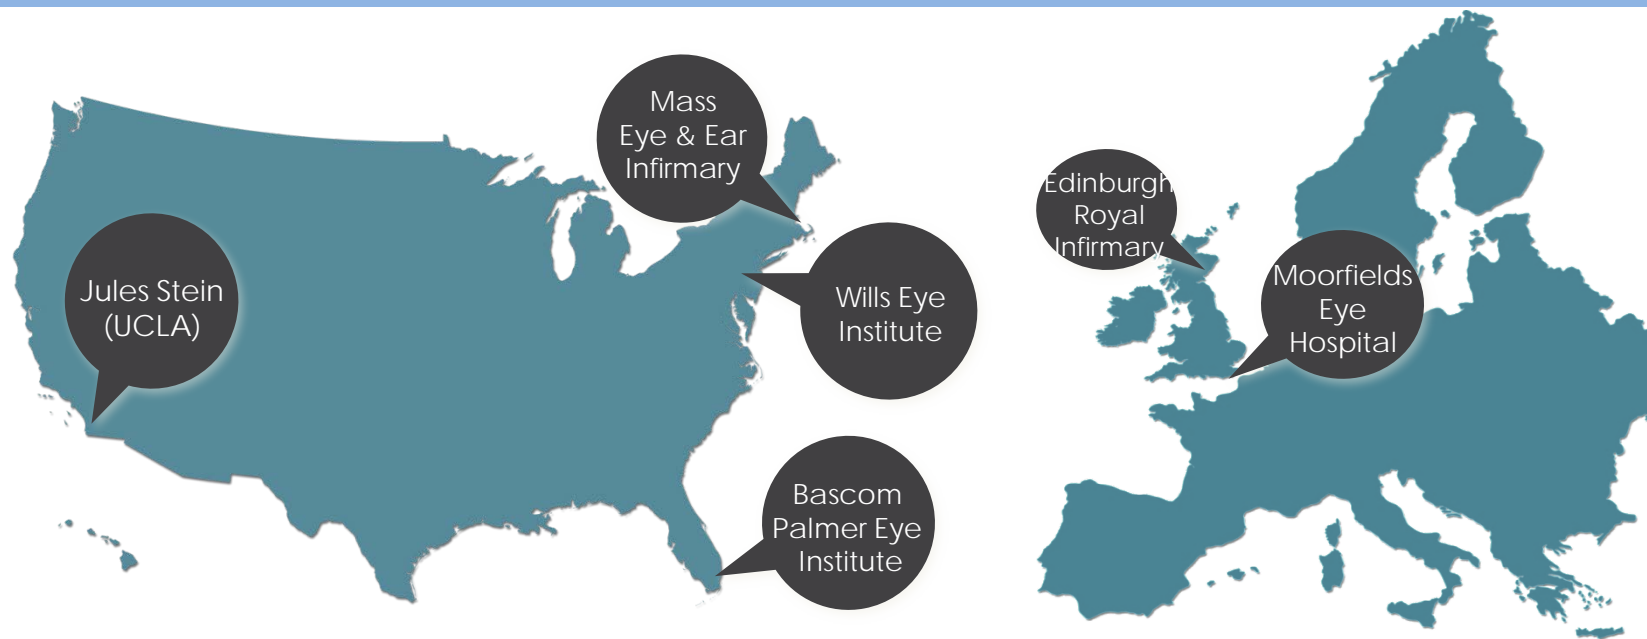 Mass
Eye & Ear
Infirmary
Jules Stein
(UCLA)
Wills Eye
Institute
Bascom
Palmer Eye
Institute
Edinburgh
Royal
Infirmary
Moorfields
Eye
Hospital